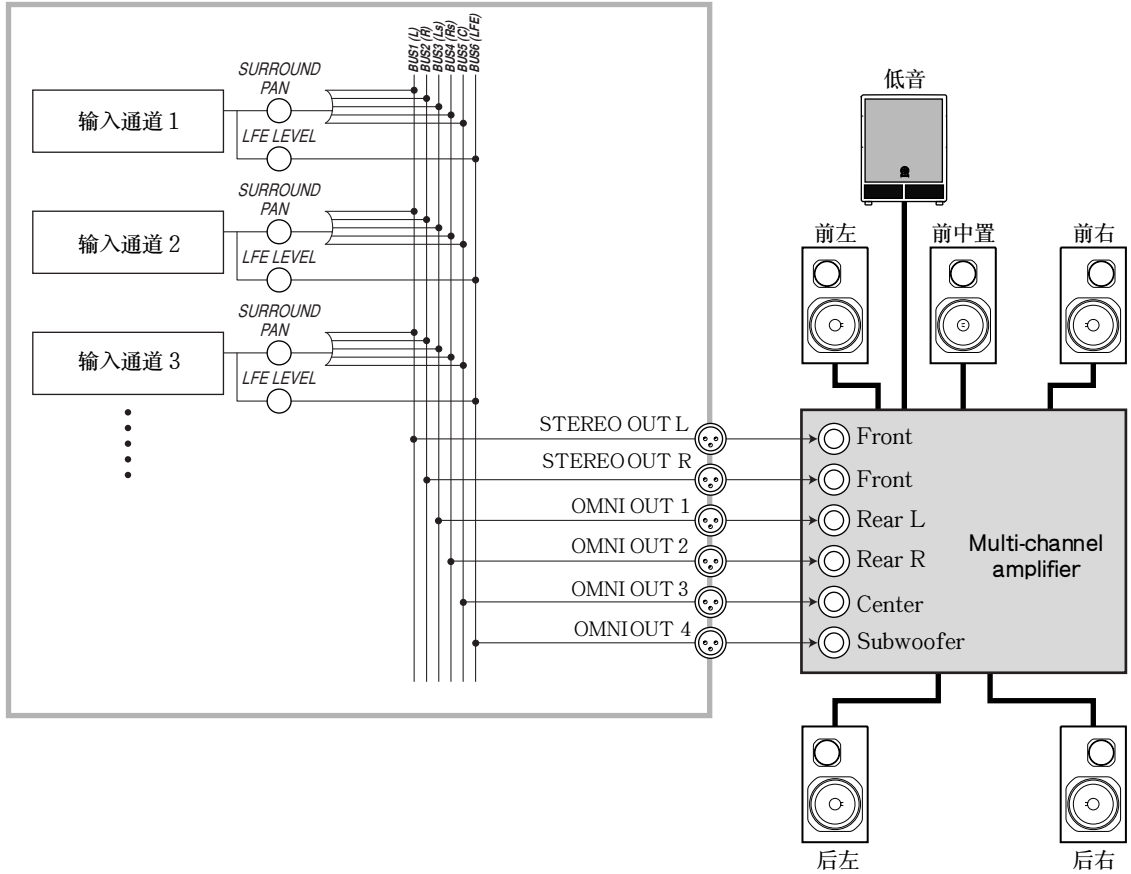 BUS1 (L)
BUS2 (R)
BUS3 (Ls)
BUS4 (Rs)
BUS5 (C)
BUS6 (LFE)
SURROUND
PAN
输入通道 1
LFE LEVEL
SURROUND
PAN
输入通道 2
LFE LEVEL
SURROUND
PAN
输入通道 3
LFE LEVEL
低音
前左
前中置
前右
STEREO OUT L
STEREO OUT R
OMNI OUT 1
OMNI OUT 2
OMNI OUT 3
OMNI OUT 4
Front
Front
Rear L
Rear R
Center
Subwoofer
Multi-channel
amplifier
后左
后右